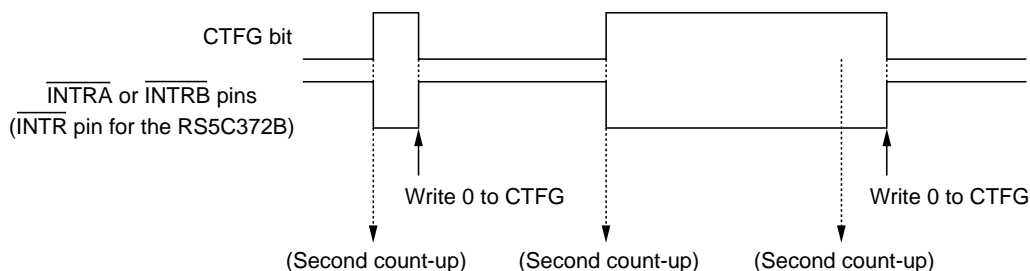 CTFG bit
INTRA or INTRB pins
(INTR pin for the RS5C372B)
Write 0 to CTFG Write 0 to CTFG
(Second count-up) (Second count-up) (Second count-up)